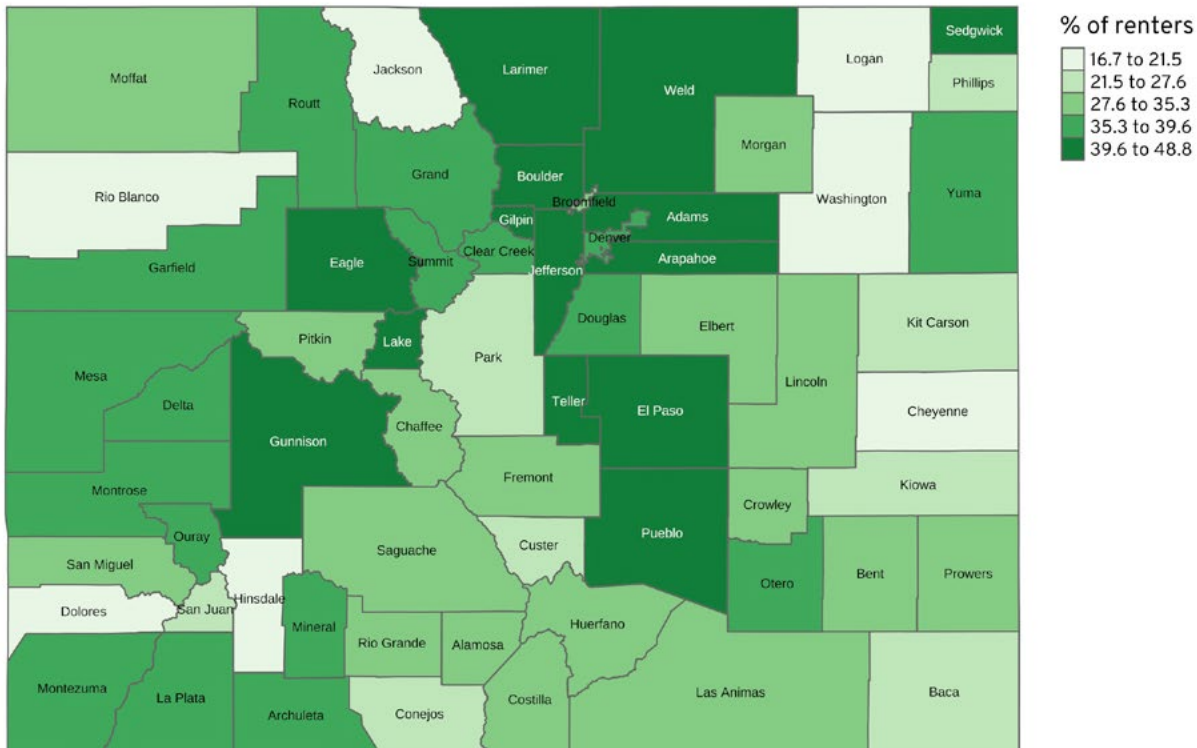 % of renters
16.7 to 21.5
21.5 to 27.6
27.6 to 35.3
35.3 to 39.6
39.6 to 48.8
Sedgwick
Logan
Jackson
Larimer
Moffat
Phillips
Weld
Routt
Morgan
Grand
Boulder
Yuma
Rio Blanco
Washington
Broomfield
Gilpin
Adams
Denver
Clear Creek
Arapahoe
Eagle
Summit
Garfield
Jefferson
Douglas
Kit Carson
Elbert
Pitkin
Lake
Park
Mesa
Lincoln
Teller
Delta
El Paso
Cheyenne
Chaffee
Gunnison
Fremont
Kiowa
Montrose
Crowley
Pueblo
Ouray
Custer
Saguache
San Miguel
Bent
Prowers
Otero
Hinsdale
Dolores
San Juan
Huerfano
Mineral
Rio Grande
Alamosa
Montezuma
Las Animas
Baca
La Plata
Costilla
Conejos
Archuleta